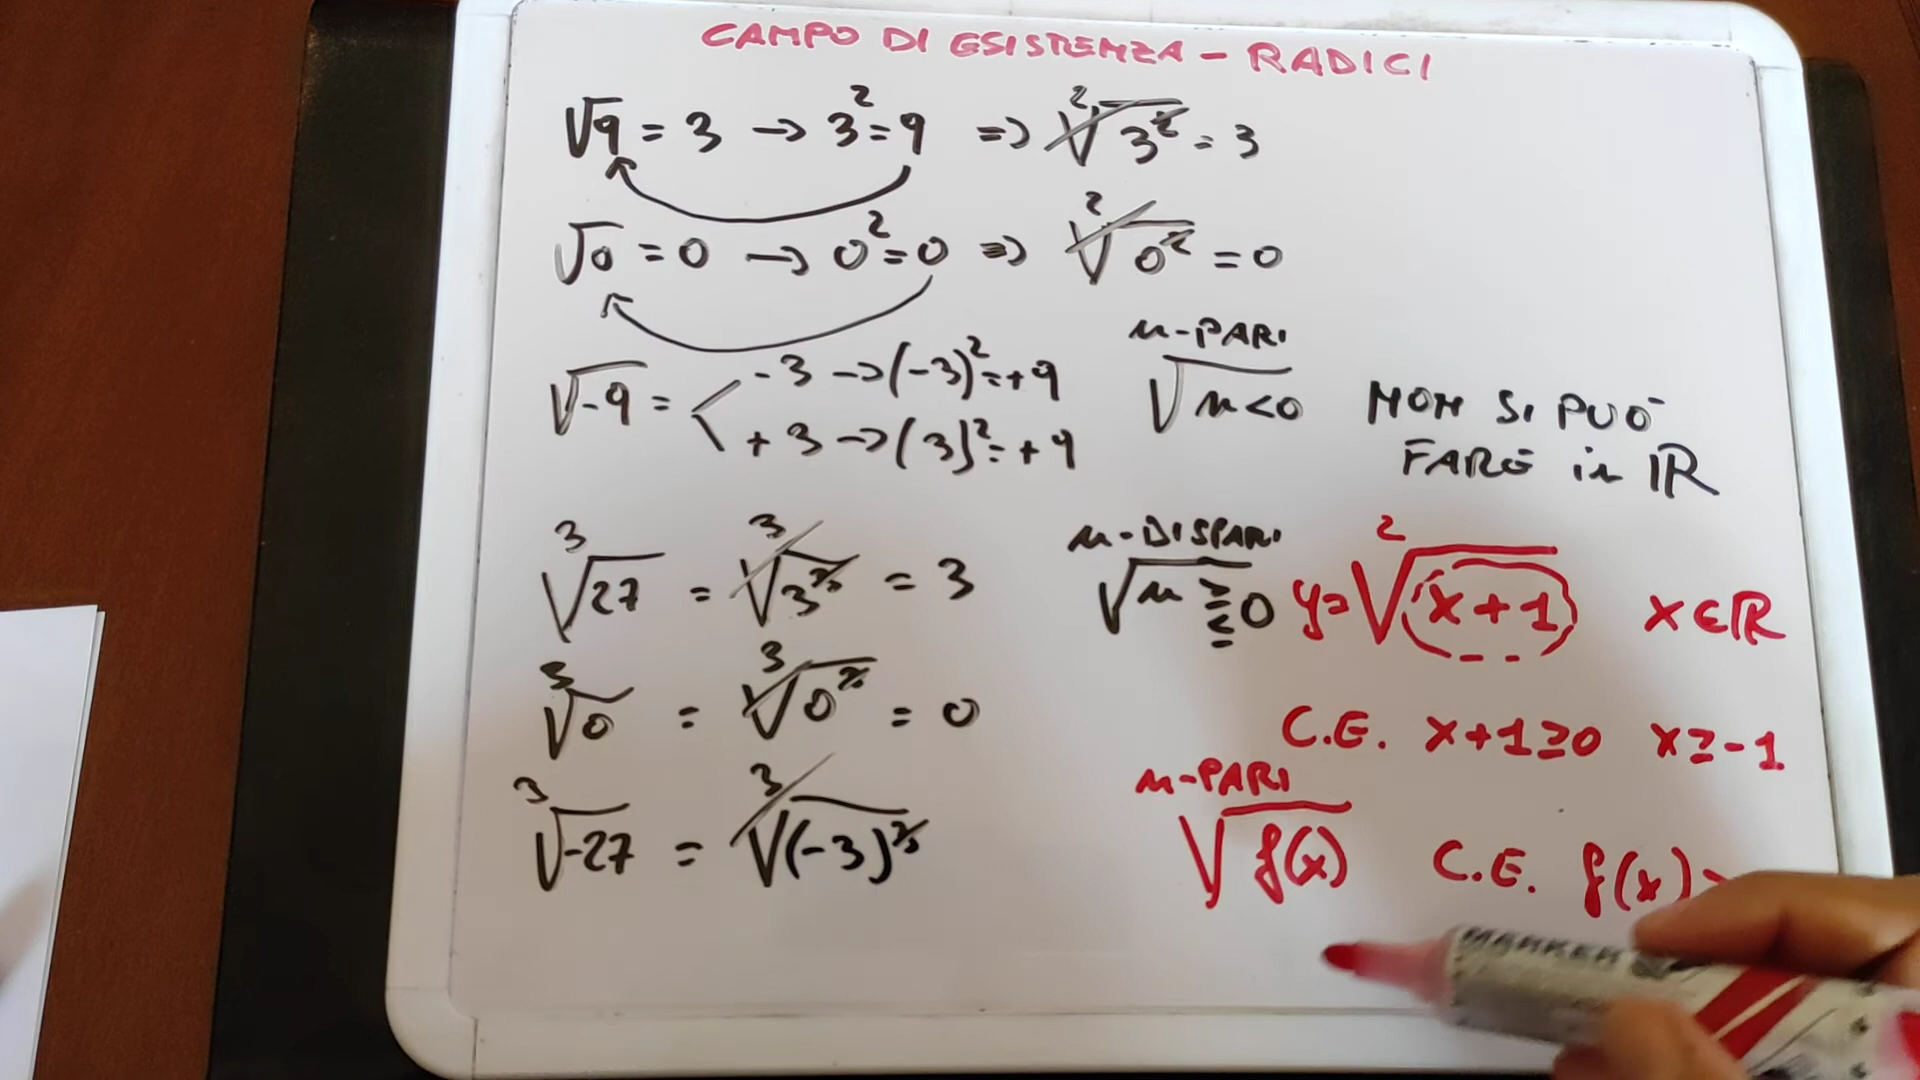 CAMPO DI ESISTENZA - RADICI
√9 = 3 → 3² = 9 ⇒ ²√3² = 3
√0 = 0 → 0² = 0 ⇒ ²√0² = 0
√-9 = < -3 → (-3)² = +9
+3 → (3)² = +9
n-PARI
√n<0 NON SI PUÒ
FARE in ℝ
³√27 = ³√3³ = 3
n-DISPARI
√n ⋛ 0
y = ²√(x+1) x∈ℝ
³√0 = ³√0³ = 0
C.E. x+1≥0 x≥-1
³√-27 = ³√(-3)³
n-PARI
√f(x) C.E. f(x)
MARKER